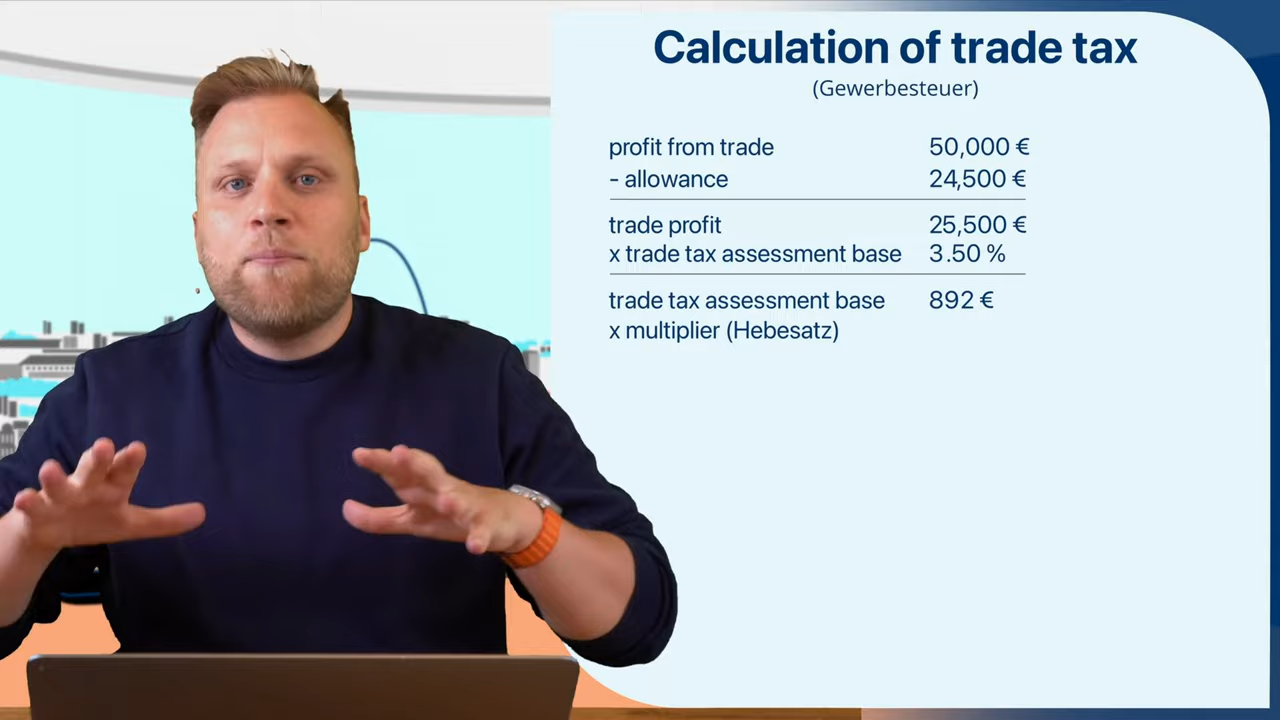 Calculation of trade tax
(Gewerbesteuer)
profit from trade 50,000 €
- allowance 24,500 €
trade profit 25,500 €
x trade tax assessment base 3.50 %
trade tax assessment base 892 €
x multiplier (Hebesatz)